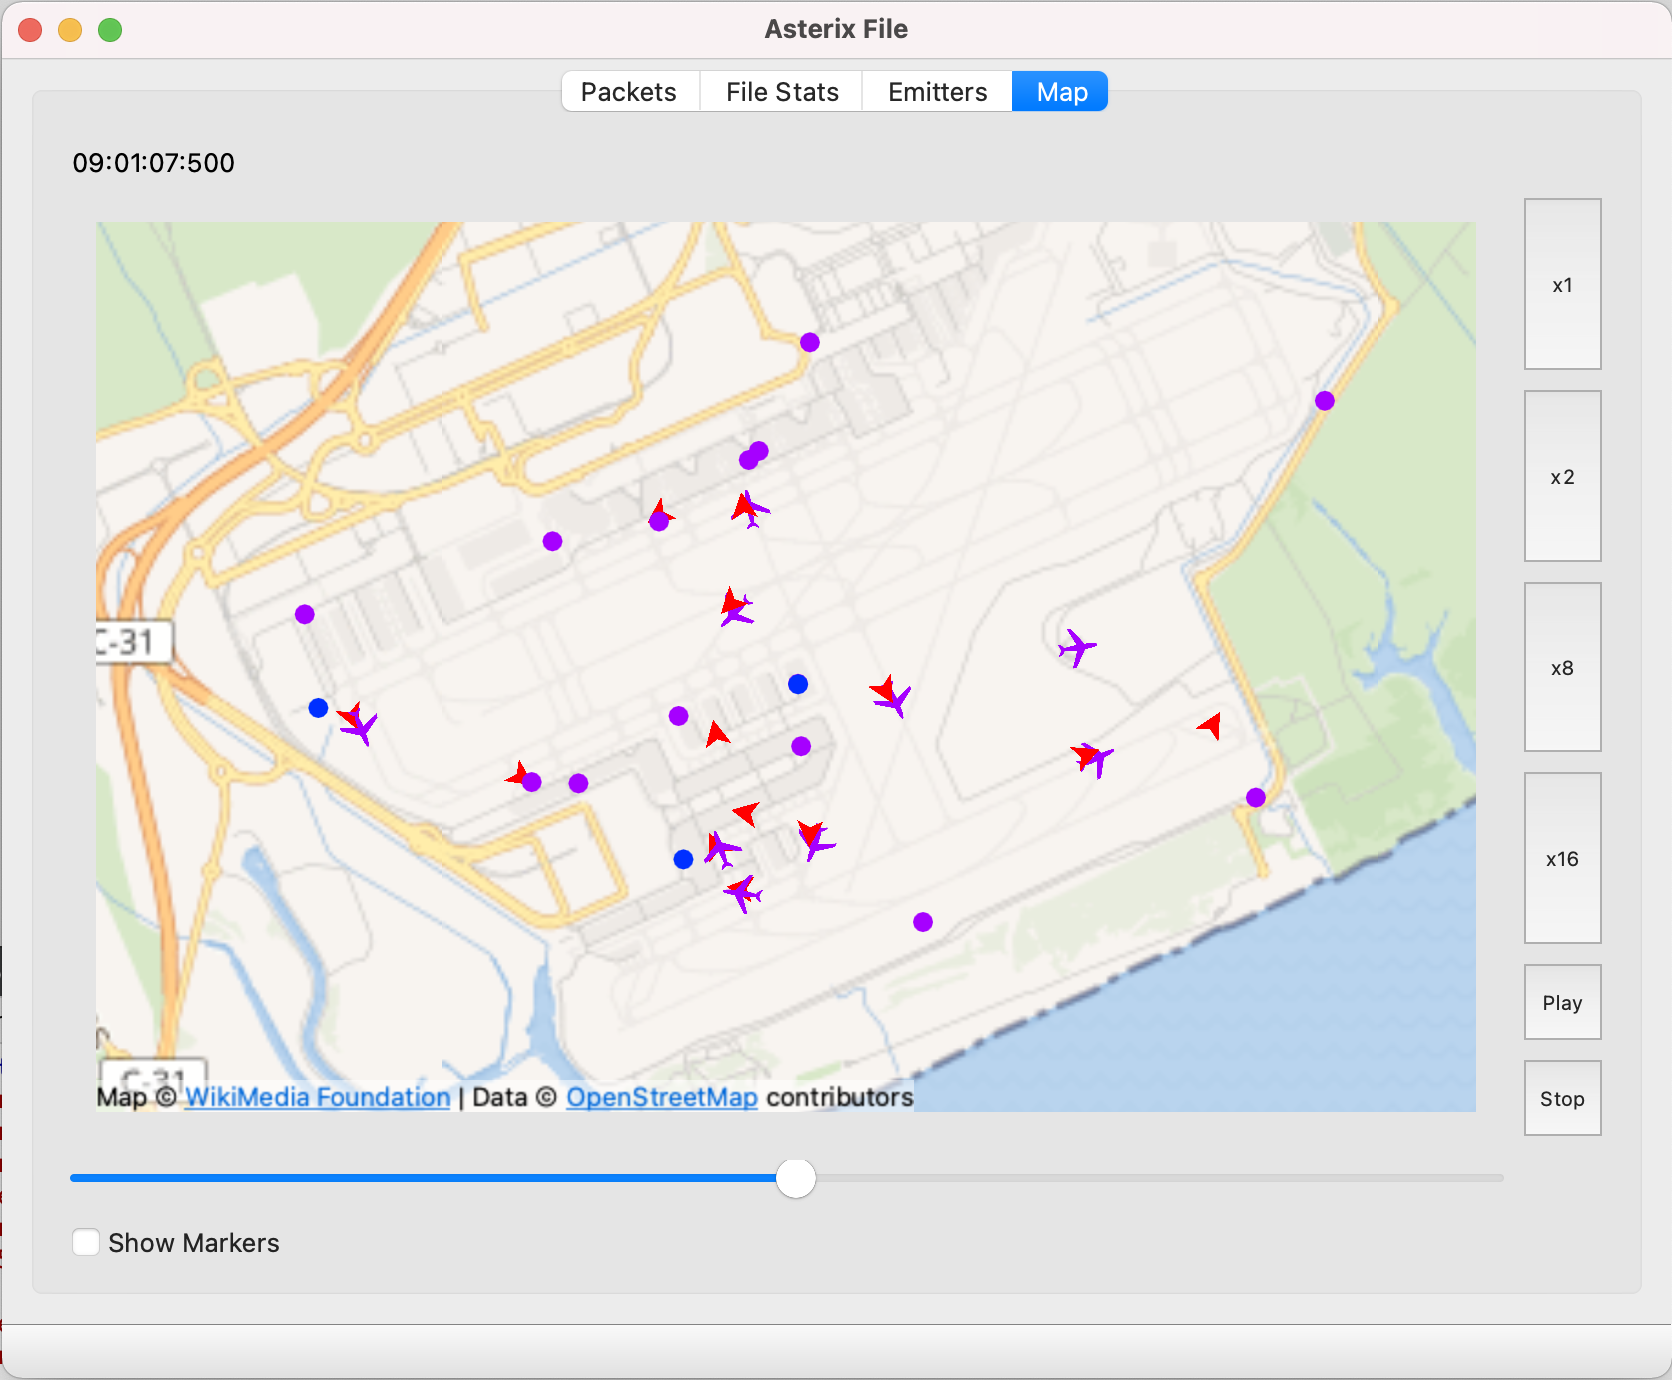 Asterix File
Packets File Stats Emitters Map
09:01:07:500
x1
x2
x8
x16
Play
Stop
C-31
C-31
Map © WikiMedia Foundation | Data © OpenStreetMap contributors
Show Markers